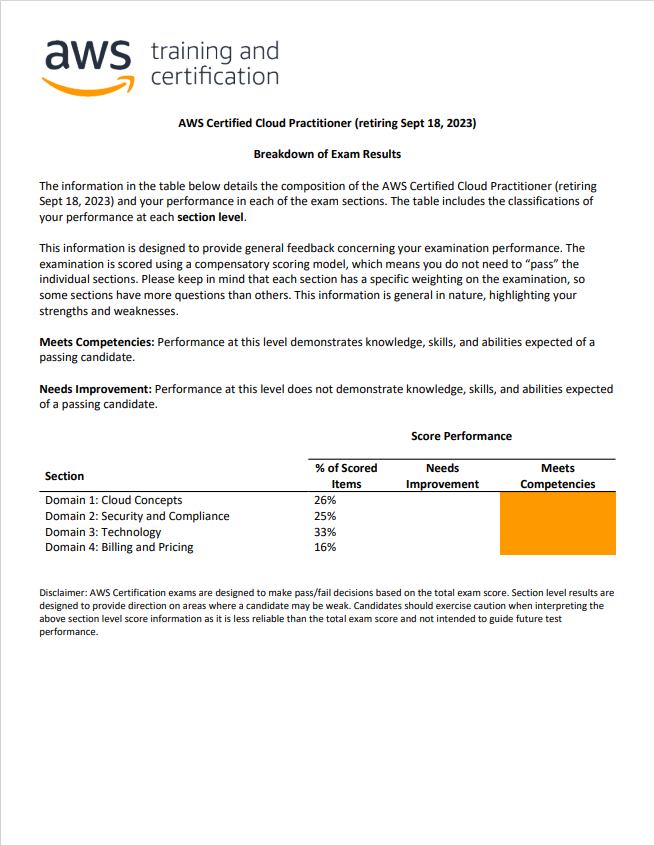 aws training and
certification
AWS Certified Cloud Practitioner (retiring Sept 18, 2023)
Breakdown of Exam Results
The information in the table below details the composition of the AWS Certified Cloud Practitioner (retiring
Sept 18, 2023) and your performance in each of the exam sections. The table includes the classifications of
your performance at each section level.
This information is designed to provide general feedback concerning your examination performance. The
examination is scored using a compensatory scoring model, which means you do not need to “pass” the
individual sections. Please keep in mind that each section has a specific weighting on the examination, so
some sections have more questions than others. This information is general in nature, highlighting your
strengths and weaknesses.
Meets Competencies: Performance at this level demonstrates knowledge, skills, and abilities expected of a
passing candidate.
Needs Improvement: Performance at this level does not demonstrate knowledge, skills, and abilities expected
of a passing candidate.
Score Performance
Section % of Scored Items Needs Improvement Meets Competencies
Domain 1: Cloud Concepts 26%
Domain 2: Security and Compliance 25%
Domain 3: Technology 33%
Domain 4: Billing and Pricing 16%
Disclaimer: AWS Certification exams are designed to make pass/fail decisions based on the total exam score. Section level results are
designed to provide direction on areas where a candidate may be weak. Candidates should exercise caution when interpreting the
above section level score information as it is less reliable than the total exam score and not intended to guide future test
performance.